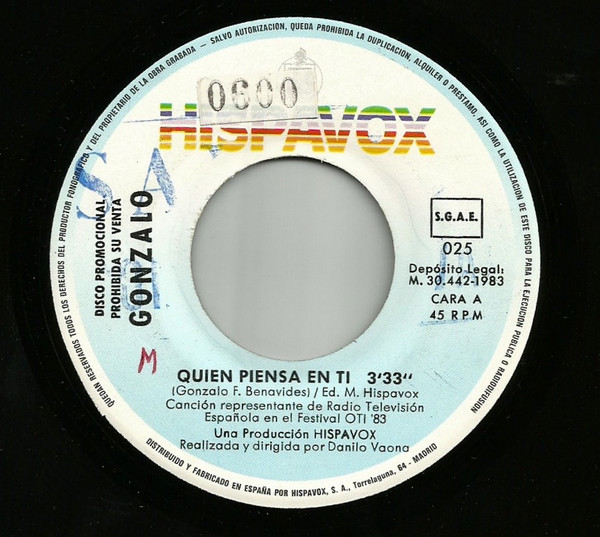 QUEDAN RESERVADOS TODOS LOS DERECHOS DEL PRODUCTOR FONOGRAFICO Y DEL PROPIETARIO DE LA OBRA GRABADA - SALVO AUTORIZACION, QUEDA PROHIBIDA LA DUPLICACION, ALQUILER O PRESTAMO, ASI COMO LA UTILIZACION DE ESTE DISCO PARA LA EJECUCION PUBLICA O RADIODIFUSION
0600
HISPAVOX
S A
DISCO PROMOCIONAL
PROHIBIDA SU VENTA
GONZALO
S.G.A.E.
025
Depósito Legal:
M. 30.442-1983
CARA A
45 RPM
M
QUIEN PIENSA EN TI 3'33"
(Gonzalo F. Benavides) / Ed. M. Hispavox
Canción representante de Radio Televisión
Española en el Festival OTI '83
Una Producción HISPAVOX
Realizada y dirigida por Danilo Vaona
DISTRIBUIDO Y FABRICADO EN ESPAÑA POR HISPAVOX, S. A., Torrelaguna, 64 - MADRID